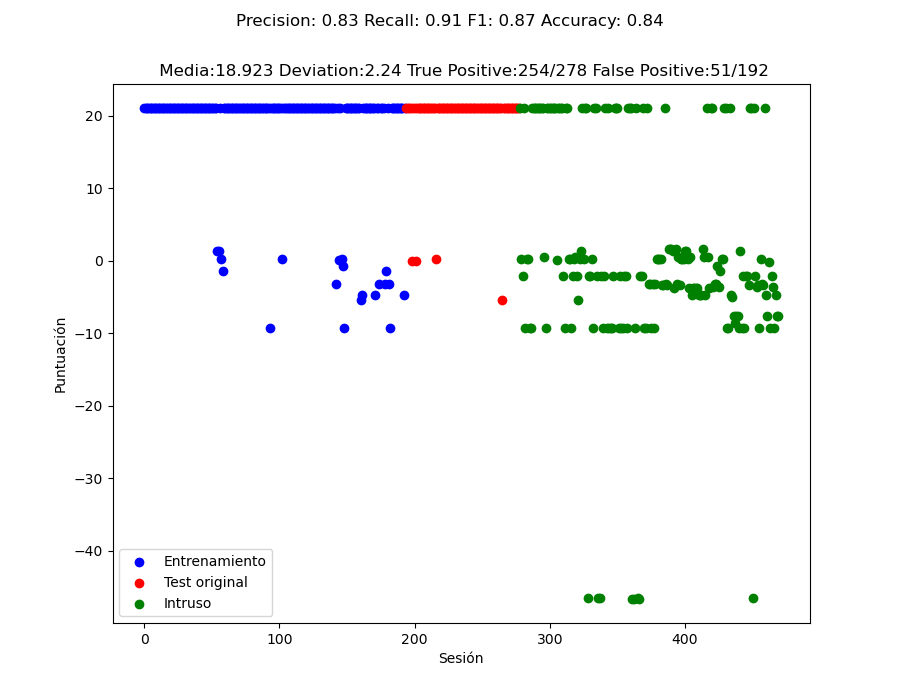 Precision: 0.83 Recall: 0.91 F1: 0.87 Accuracy: 0.84
Media:18.923 Deviation:2.24 True Positive:254/278 False Positive:51/192
20
10
0
−10
−20
−30
−40
Puntuación
Entrenamiento
Test original
Intruso
0 100 200 300 400
Sesión